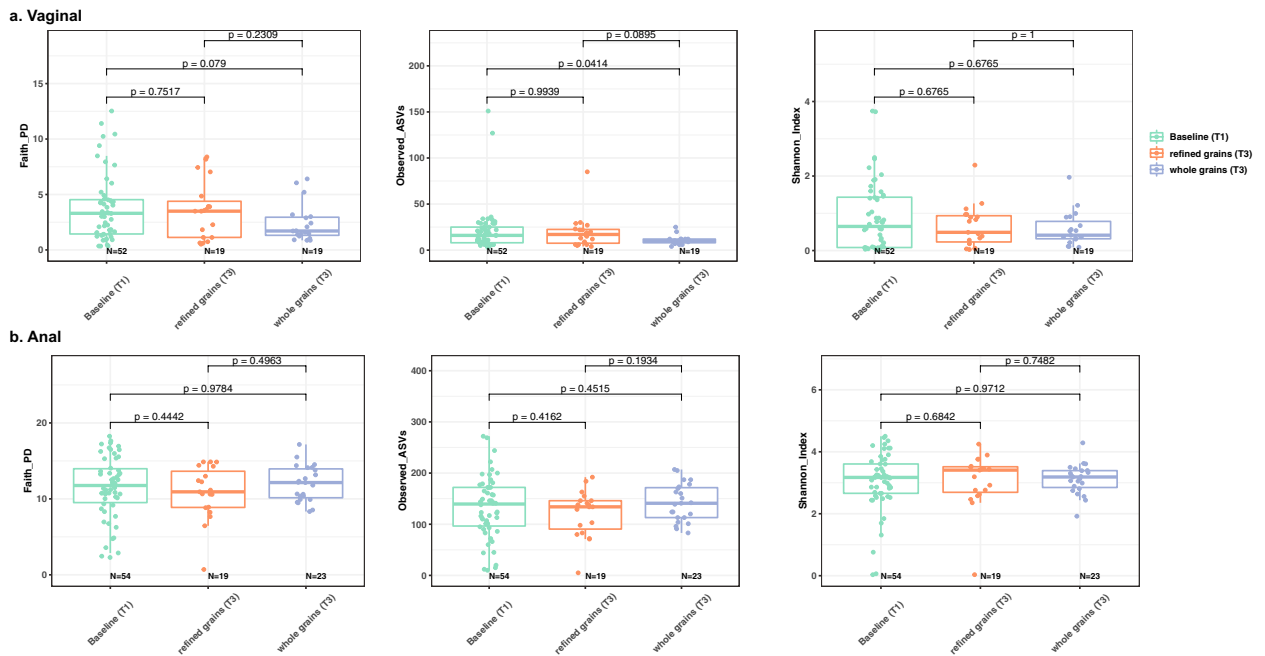 a. Vaginal
Faith_PD
15
10
5
0
p = 0.2309
p = 0.079
p = 0.7517
N=52
N=19
N=19
Baseline (T1)
refined grains (T3)
whole grains (T3)
Observed_ASVs
200
150
100
50
0
p = 0.0895
p = 0.0414
p = 0.9939
N=52
N=19
N=19
Baseline (T1)
refined grains (T3)
whole grains (T3)
Shannon_Index
4
2
0
p = 1
p = 0.6765
p = 0.6765
N=52
N=19
N=19
Baseline (T1)
refined grains (T3)
whole grains (T3)
Baseline (T1)
refined grains (T3)
whole grains (T3)
b. Anal
Faith_PD
20
10
0
p = 0.4963
p = 0.9784
p = 0.4442
N=54
N=19
N=23
Baseline (T1)
refined grains (T3)
whole grains (T3)
Observed_ASVs
400
300
200
100
0
p = 0.1934
p = 0.4515
p = 0.4162
N=54
N=19
N=23
Baseline (T1)
refined grains (T3)
whole grains (T3)
Shannon_Index
6
4
2
0
p = 0.7482
p = 0.9712
p = 0.6842
N=54
N=19
N=23
Baseline (T1)
refined grains (T3)
whole grains (T3)